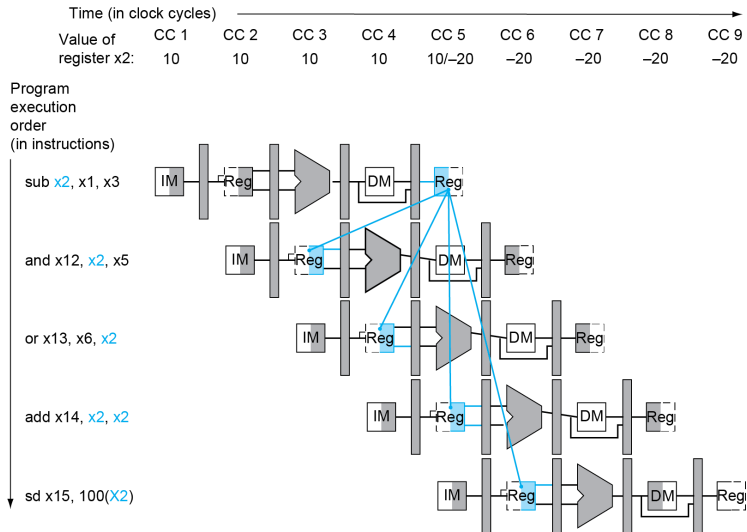 Time (in clock cycles)
CC 1 CC 2 CC 3 CC 4 CC 5 CC 6 CC 7 CC 8 CC 9
Value of
register x2: 10 10 10 10 10/–20 –20 –20 –20 –20
Program
execution
order
(in instructions)
sub x2, x1, x3
IM Reg DM Reg
and x12, x2, x5
IM Reg DM Reg
or x13, x6, x2
IM Reg DM Reg
add x14, x2, x2
IM Reg DM Reg
sd x15, 100(X2)
IM Reg DM Reg